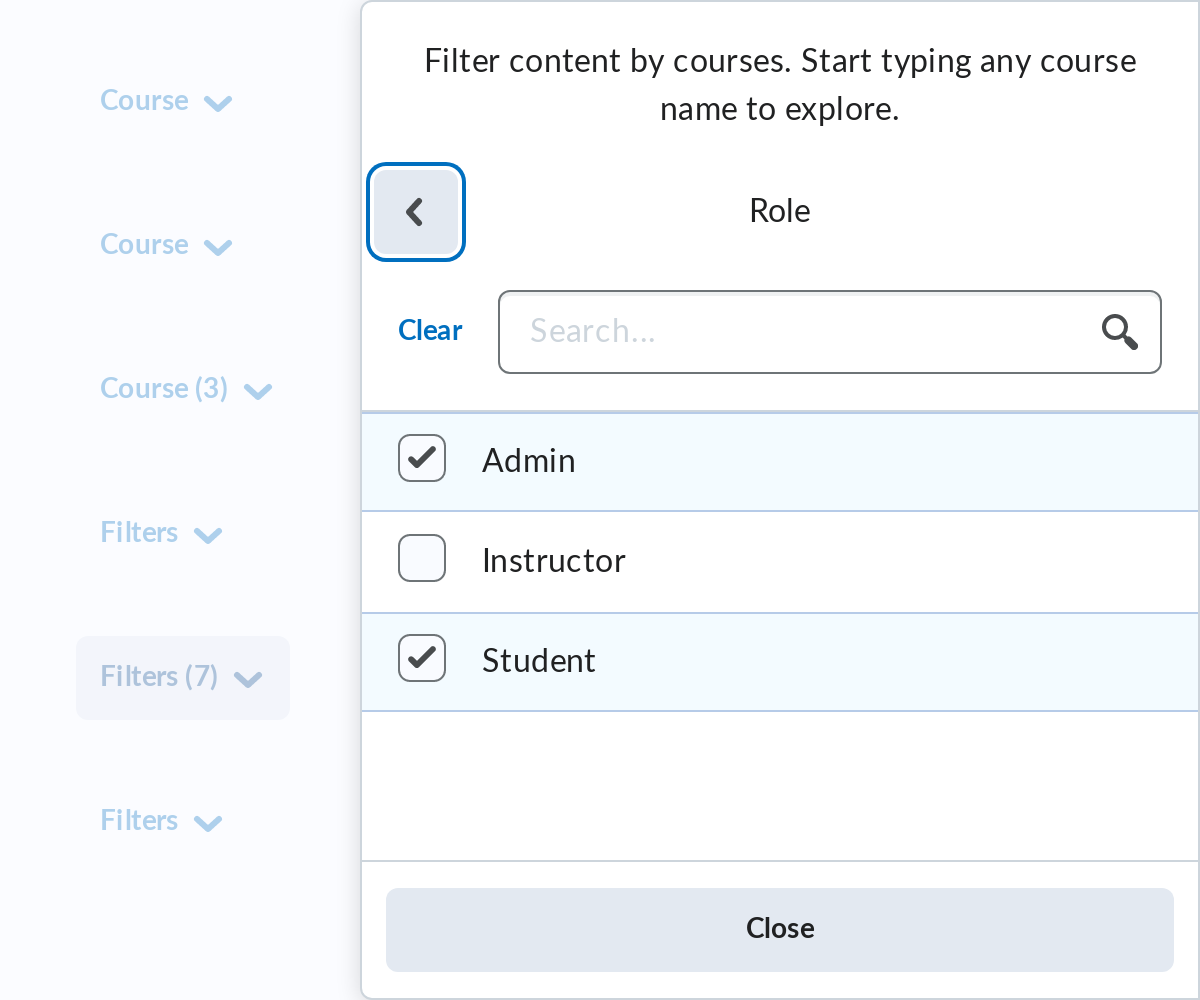 Course
Course
Course (3)
Filters
Filters (7)
Filters
Filter content by courses. Start typing any course
name to explore.
Role
Clear
Search...
Admin
Instructor
Student
Close